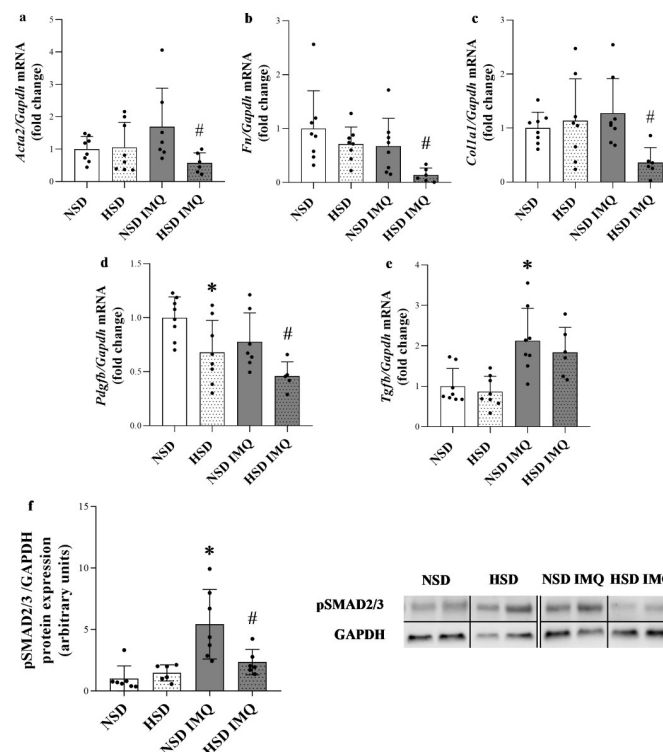 a
Acta2/Gapdh mRNA
(fold change)
5
4
3
2
1
0
#
NSD
HSD
NSD IMQ
HSD IMQ
b
Fn/Gapdh mRNA
(fold change)
3
2
1
0
#
NSD
HSD
NSD IMQ
HSD IMQ
c
Col1a1/Gapdh mRNA
(fold change)
3
2
1
0
#
NSD
HSD
NSD IMQ
HSD IMQ
d
Pdgfb/Gapdh mRNA
(fold change)
1.5
1.0
0.5
0.0
*
#
NSD
HSD
NSD IMQ
HSD IMQ
e
Tgfb/Gapdh mRNA
(fold change)
4
3
2
1
0
*
NSD
HSD
NSD IMQ
HSD IMQ
f
pSMAD2/3 /GAPDH
protein expression
(arbitrary units)
15
10
5
0
*
#
NSD
HSD
NSD IMQ
HSD IMQ
NSD HSD NSD IMQ HSD IMQ
pSMAD2/3
GAPDH